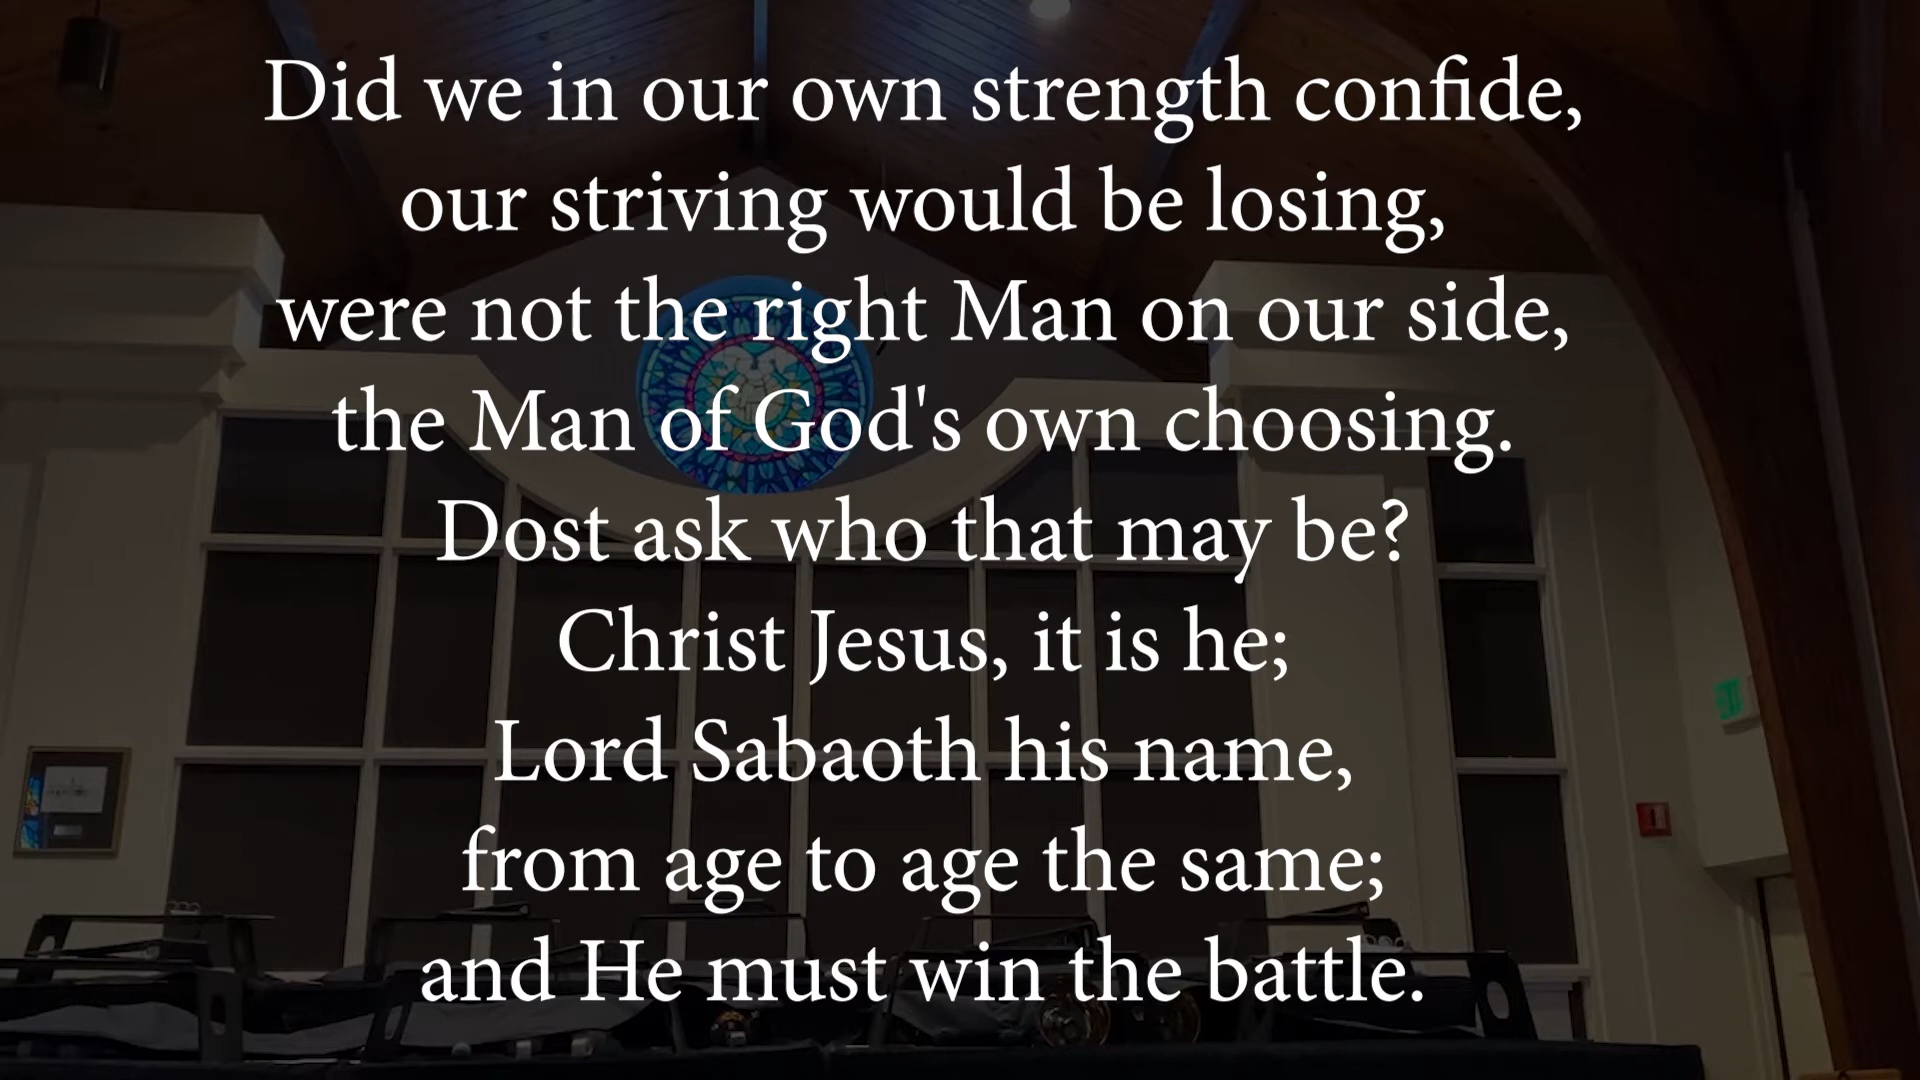 Did we in our own strength confide,
our striving would be losing,
were not the right Man on our side,
the Man of God's own choosing.
Dost ask who that may be?
Christ Jesus, it is he;
Lord Sabaoth his name,
from age to age the same;
and He must win the battle.